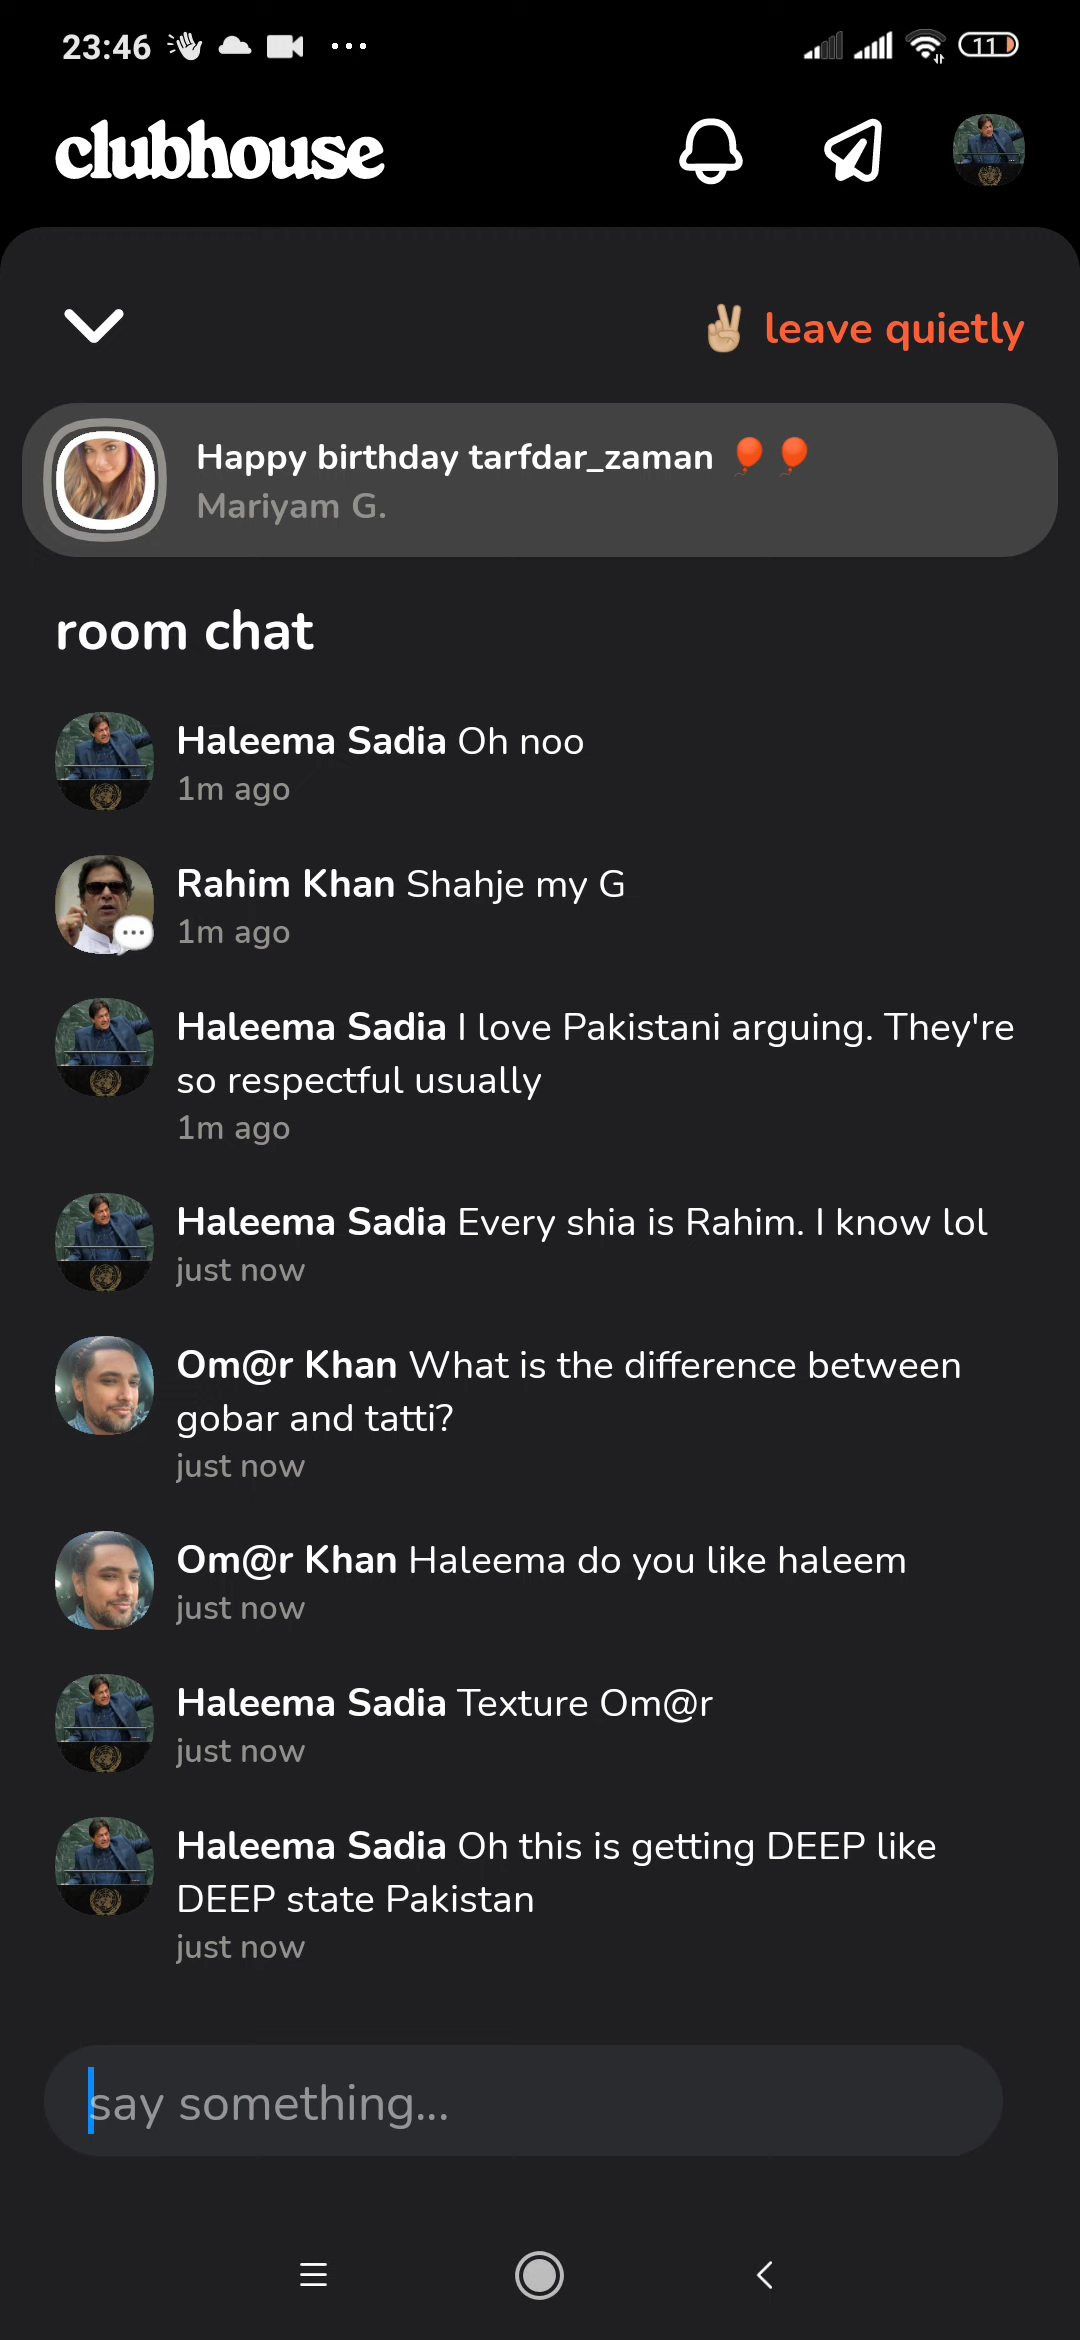 23:46
11
clubhouse
✌🏼 leave quietly
Happy birthday tarfdar_zaman 🎈🎈
Mariyam G.
room chat
Haleema Sadia Oh noo
1m ago
Rahim Khan Shahje my G
1m ago
Haleema Sadia I love Pakistani arguing. They're
so respectful usually
1m ago
Haleema Sadia Every shia is Rahim. I know lol
just now
Om@r Khan What is the difference between
gobar and tatti?
just now
Om@r Khan Haleema do you like haleem
just now
Haleema Sadia Texture Om@r
just now
Haleema Sadia Oh this is getting DEEP like
DEEP state Pakistan
just now
say something...